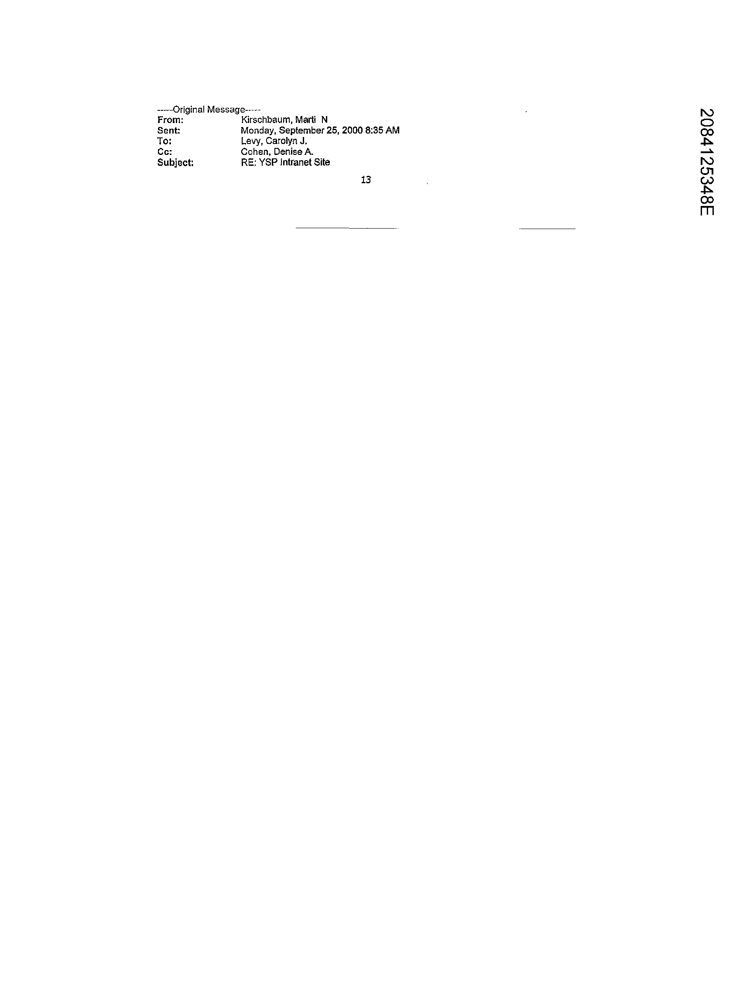 -----Original Message-----
From: Kirschbaum, Marti N
Sent: Monday, September 25, 2000 8:35 AM
To: Levy, Carolyn J.
Cc: Cohen, Denise A.
Subject: RE: YSP Intranet Site
13
2084125348E